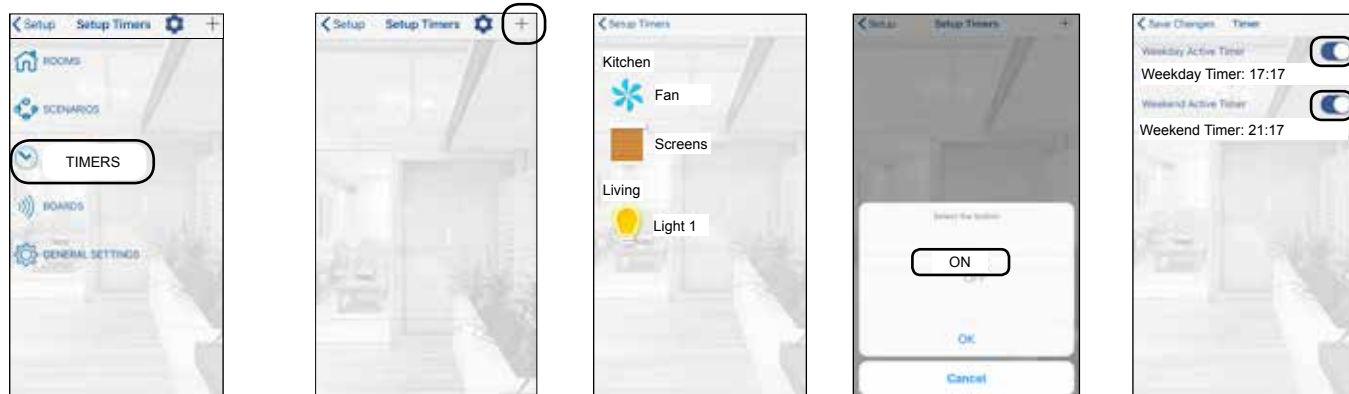 Setup Setup Timers +
ROOMS
SCENARIOS
TIMERS
BOARDS
GENERAL SETTINGS
Setup Setup Timers +
Setup Timers
Kitchen
Fan
Screens
Living
Light 1
Setup Setup Timers +
Select the button
ON
OFF
OK
Cancel
Save Changes Timer
Weekday Active Timer
Weekday Timer: 17:17
Weekend Active Timer
Weekend Timer: 21:17